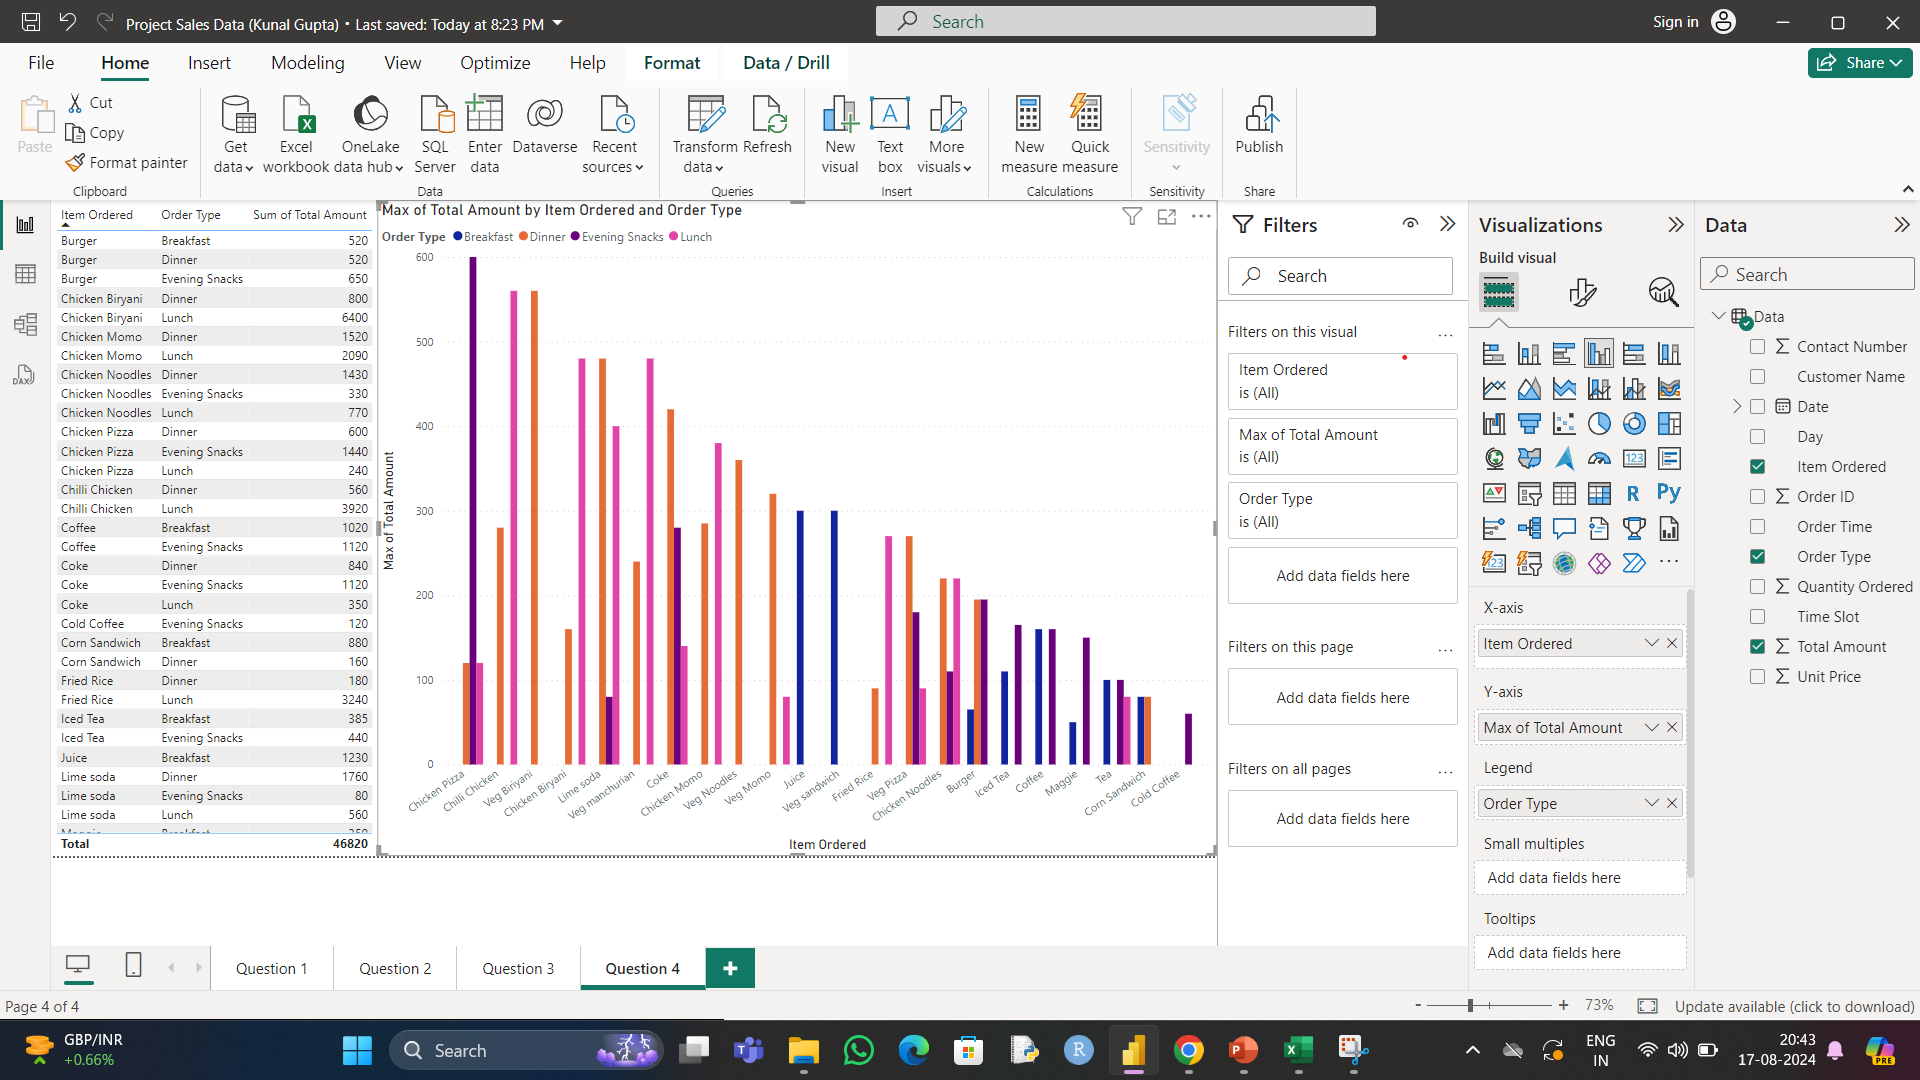 Project Sales Data (Kunal Gupta) • Last saved: Today at 8:23 PM
Search
Sign in
File Home Insert Modeling View Optimize Help Format Data / Drill
Share
Paste
Cut
Copy
Format painter
Clipboard
Get data
Excel workbook
OneLake data hub
SQL Server
Enter data
Dataverse
Recent sources
Data
Transform data
Refresh
Queries
New visual
Text box
More visuals
Insert
New measure
Quick measure
Calculations
Sensitivity
Sensitivity
Publish
Share
Item Ordered Order Type Sum of Total Amount
Burger Breakfast 520
Burger Dinner 520
Burger Evening Snacks 650
Chicken Biryani Dinner 800
Chicken Biryani Lunch 6400
Chicken Momo Dinner 1520
Chicken Momo Lunch 2090
Chicken Noodles Dinner 1430
Chicken Noodles Evening Snacks 330
Chicken Noodles Lunch 770
Chicken Pizza Dinner 600
Chicken Pizza Evening Snacks 1440
Chicken Pizza Lunch 240
Chilli Chicken Dinner 560
Chilli Chicken Lunch 3920
Coffee Breakfast 1020
Coffee Evening Snacks 1120
Coke Dinner 840
Coke Evening Snacks 1120
Coke Lunch 350
Cold Coffee Evening Snacks 120
Corn Sandwich Breakfast 880
Corn Sandwich Dinner 160
Fried Rice Dinner 180
Fried Rice Lunch 3240
Iced Tea Breakfast 385
Iced Tea Evening Snacks 440
Juice Breakfast 1230
Lime soda Dinner 1760
Lime soda Evening Snacks 80
Lime soda Lunch 560
Total 46820
Max of Total Amount by Item Ordered and Order Type
Order Type Breakfast Dinner Evening Snacks Lunch
600
500
400
300
200
100
0
Max of Total Amount
Chicken Pizza
Chilli Chicken
Veg Biriyani
Chicken Biryani
Lime soda
Veg manchurian
Coke
Chicken Momo
Veg Noodles
Veg Momo
Juice
Veg sandwich
Fried Rice
Veg Pizza
Chicken Noodles
Burger
Iced Tea
Coffee
Maggie
Tea
Corn Sandwich
Cold Coffee
Item Ordered
Filters
Search
Filters on this visual ...
Item Ordered
is (All)
Max of Total Amount
is (All)
Order Type
is (All)
Add data fields here
Filters on this page ...
Add data fields here
Filters on all pages ...
Add data fields here
Visualizations
Build visual
123
R
Py
123
...
X-axis
Item Ordered
Y-axis
Max of Total Amount
Legend
Order Type
Small multiples
Add data fields here
Tooltips
Add data fields here
Data
Search
Data
Contact Number
Customer Name
Date
Day
Item Ordered
Order ID
Order Time
Order Type
Quantity Ordered
Time Slot
Total Amount
Unit Price
DAX
Question 1 Question 2 Question 3 Question 4 +
Page 4 of 4
- + 73%
Update available (click to download)
GBP/INR
+0.66%
Search
R
ENG
IN
20:43
17-08-2024
PRE